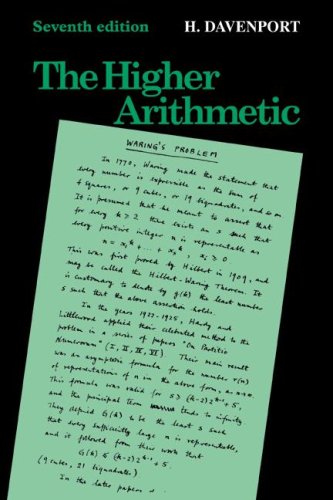 Seventh edition H. DAVENPORT
The Higher
Arithmetic
WARING'S PROBLEM
In 1770, Waring made the statement that
every number is expressible as the sum of
4 squares, or 9 cubes, or 19 biquadrates, and so on
It is presumed that he meant to assert that
for every k ≥ 2 there exists an s such that
every positive integer n is representable as
n = x₁ᵏ + ... + xₛᵏ, xᵢ ≥ 0
This was first proved by Hilbert in 1909, and
may be called the Hilbert-Waring Theorem. It
is customary to denote by g(k) the least number
s such that the above assertion holds.
In the years 1922-1925, Hardy and
Littlewood applied their celebrated method to the
problem in a series of papers "On Partitio
Numerorum" (I, II, IV, VI). Their main result
was an asymptotic formula for the number r(n)
of representations of n in the above form, as n→∞
This formula was valid for s ≥ (k-2)2ᵏ⁻¹+5,
and the principal term tends to infinity
They defined G(k) to be the least s such
that every sufficiently large n is representable,
and it followed from their work that
G(k) ≤ (k-2)2ᵏ⁻¹+5.
(9 cubes, 21 biquadrates)
In the later papers